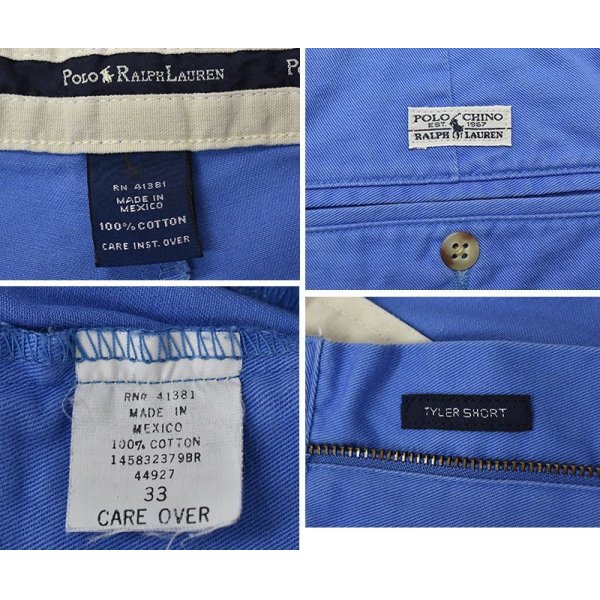 POLO RALPH LAUREN PO
RN 41381
MADE IN
MEXICO
100% COTTON
CARE INST. OVER
POLO CHINO
EST. 1967
RALPH LAUREN
RN# 41381
MADE IN
MEXICO
100% COTTON
145832379BR
44927
33
CARE OVER
TYLER SHORT